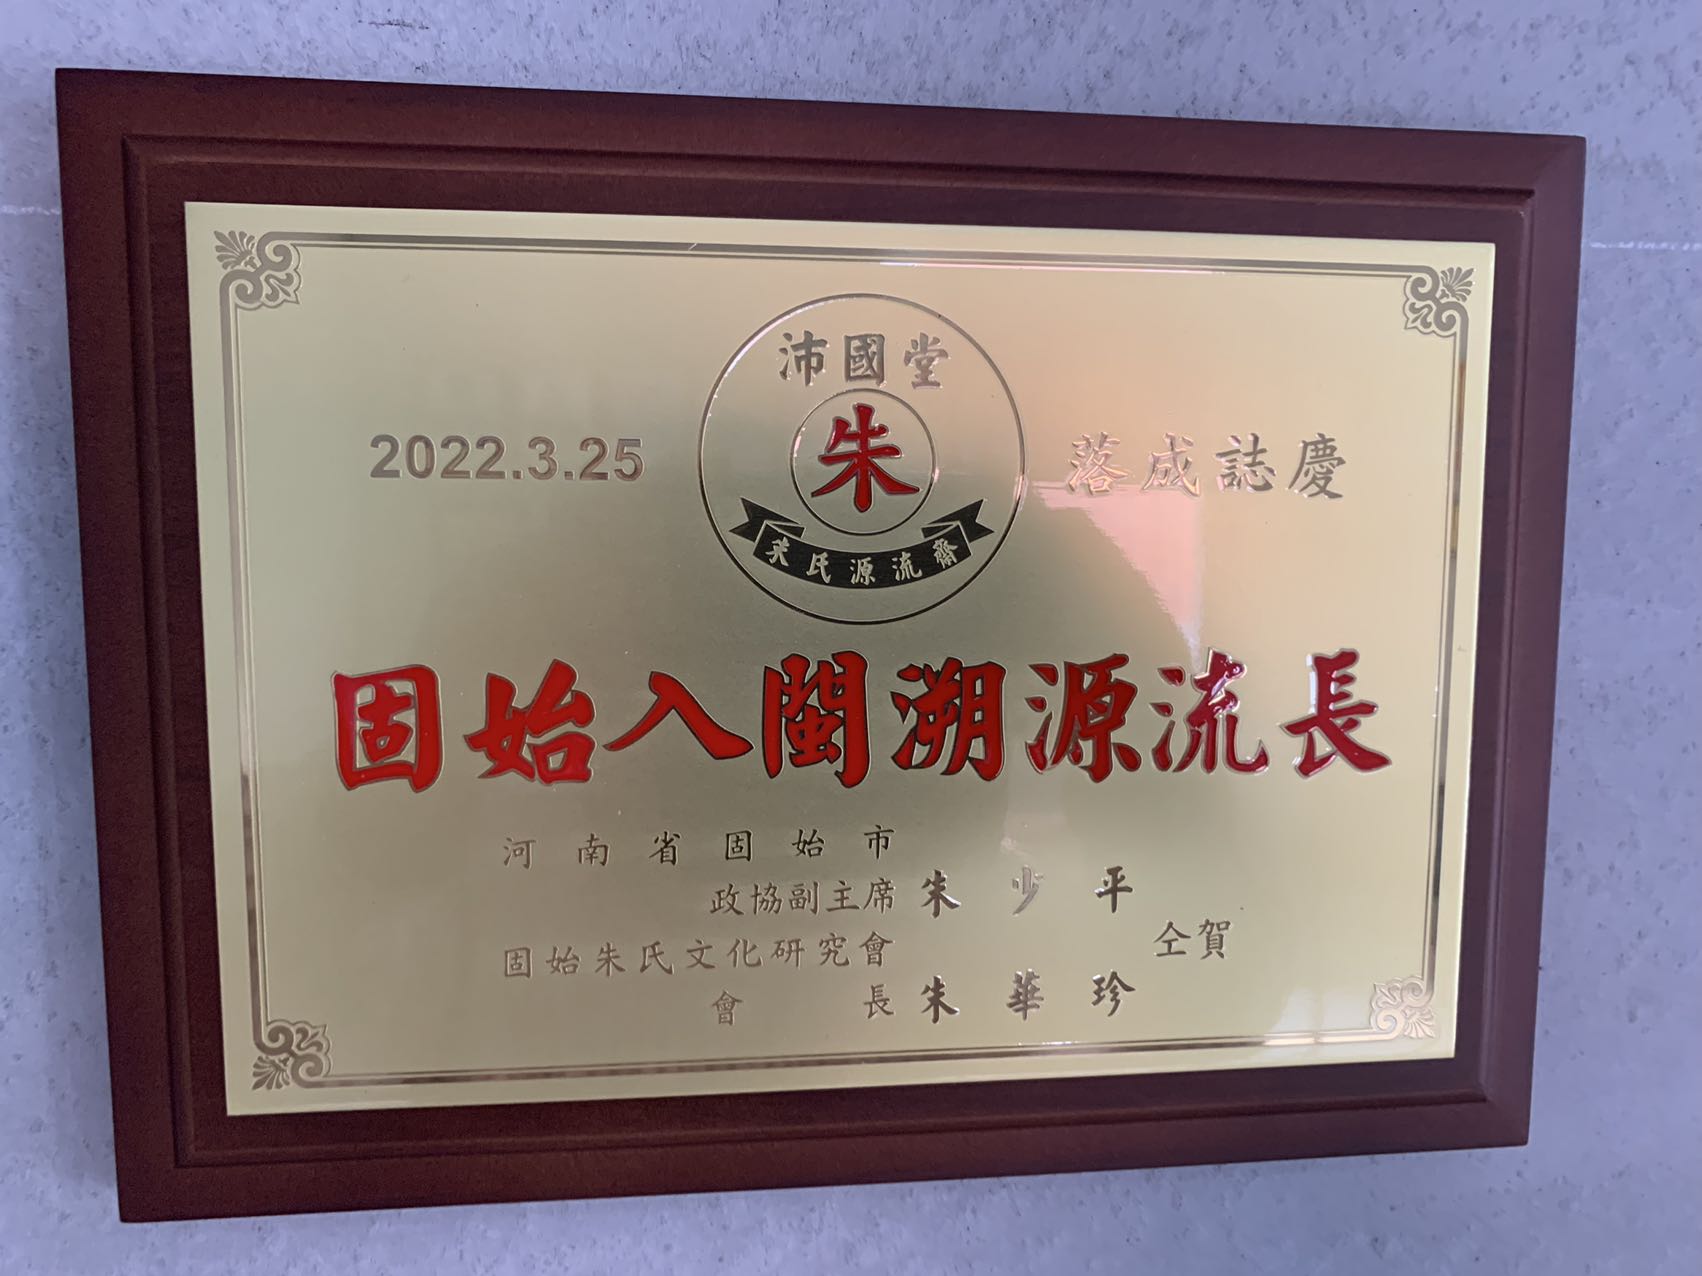 沛國堂
朱
朱氏源流齋
2022.3.25
落成誌慶
固始入閩溯源流長
河南省固始市
政協副主席 朱少平
固始朱氏文化研究會
會長 朱華珍
仝賀